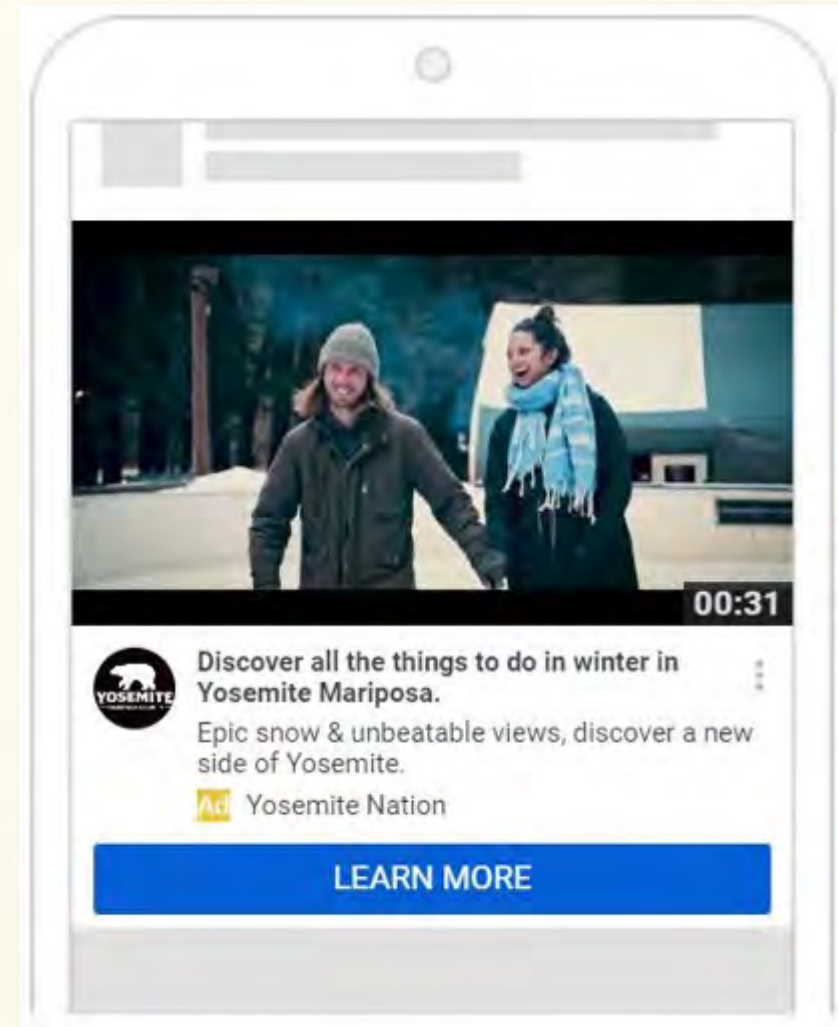 00:31
YOSEMITE
Discover all the things to do in winter in
Yosemite Mariposa.
Epic snow & unbeatable views, discover a new
side of Yosemite.
Ad Yosemite Nation
LEARN MORE